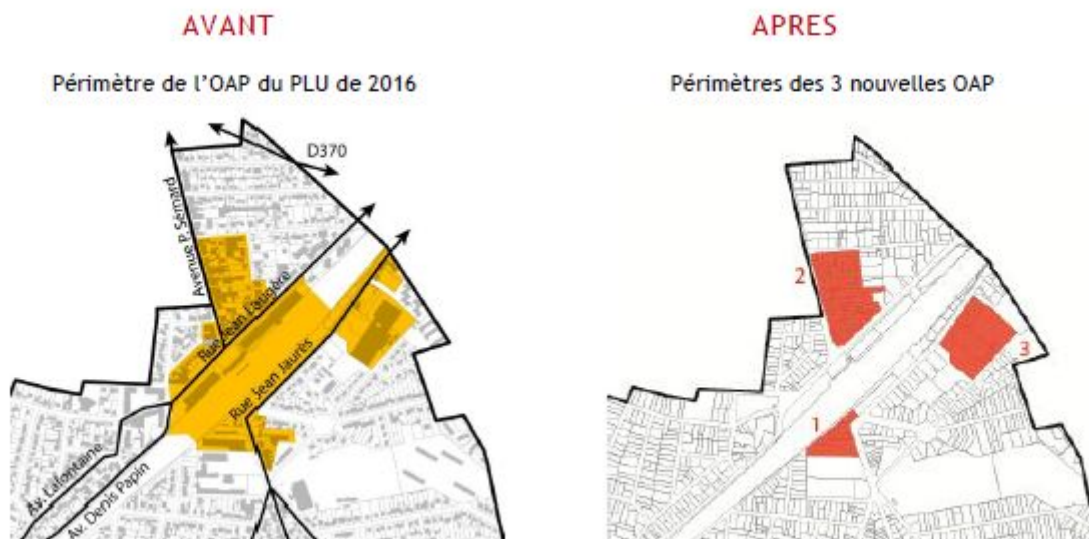 AVANT
Périmètre de l'OAP du PLU de 2016
D370
Avenue P. Sémard
Rue Jean Laugère
Rue Jean Jaurès
Av. Lafontaine
Av. Denis Papin
APRES
Périmètres des 3 nouvelles OAP
2
3
1